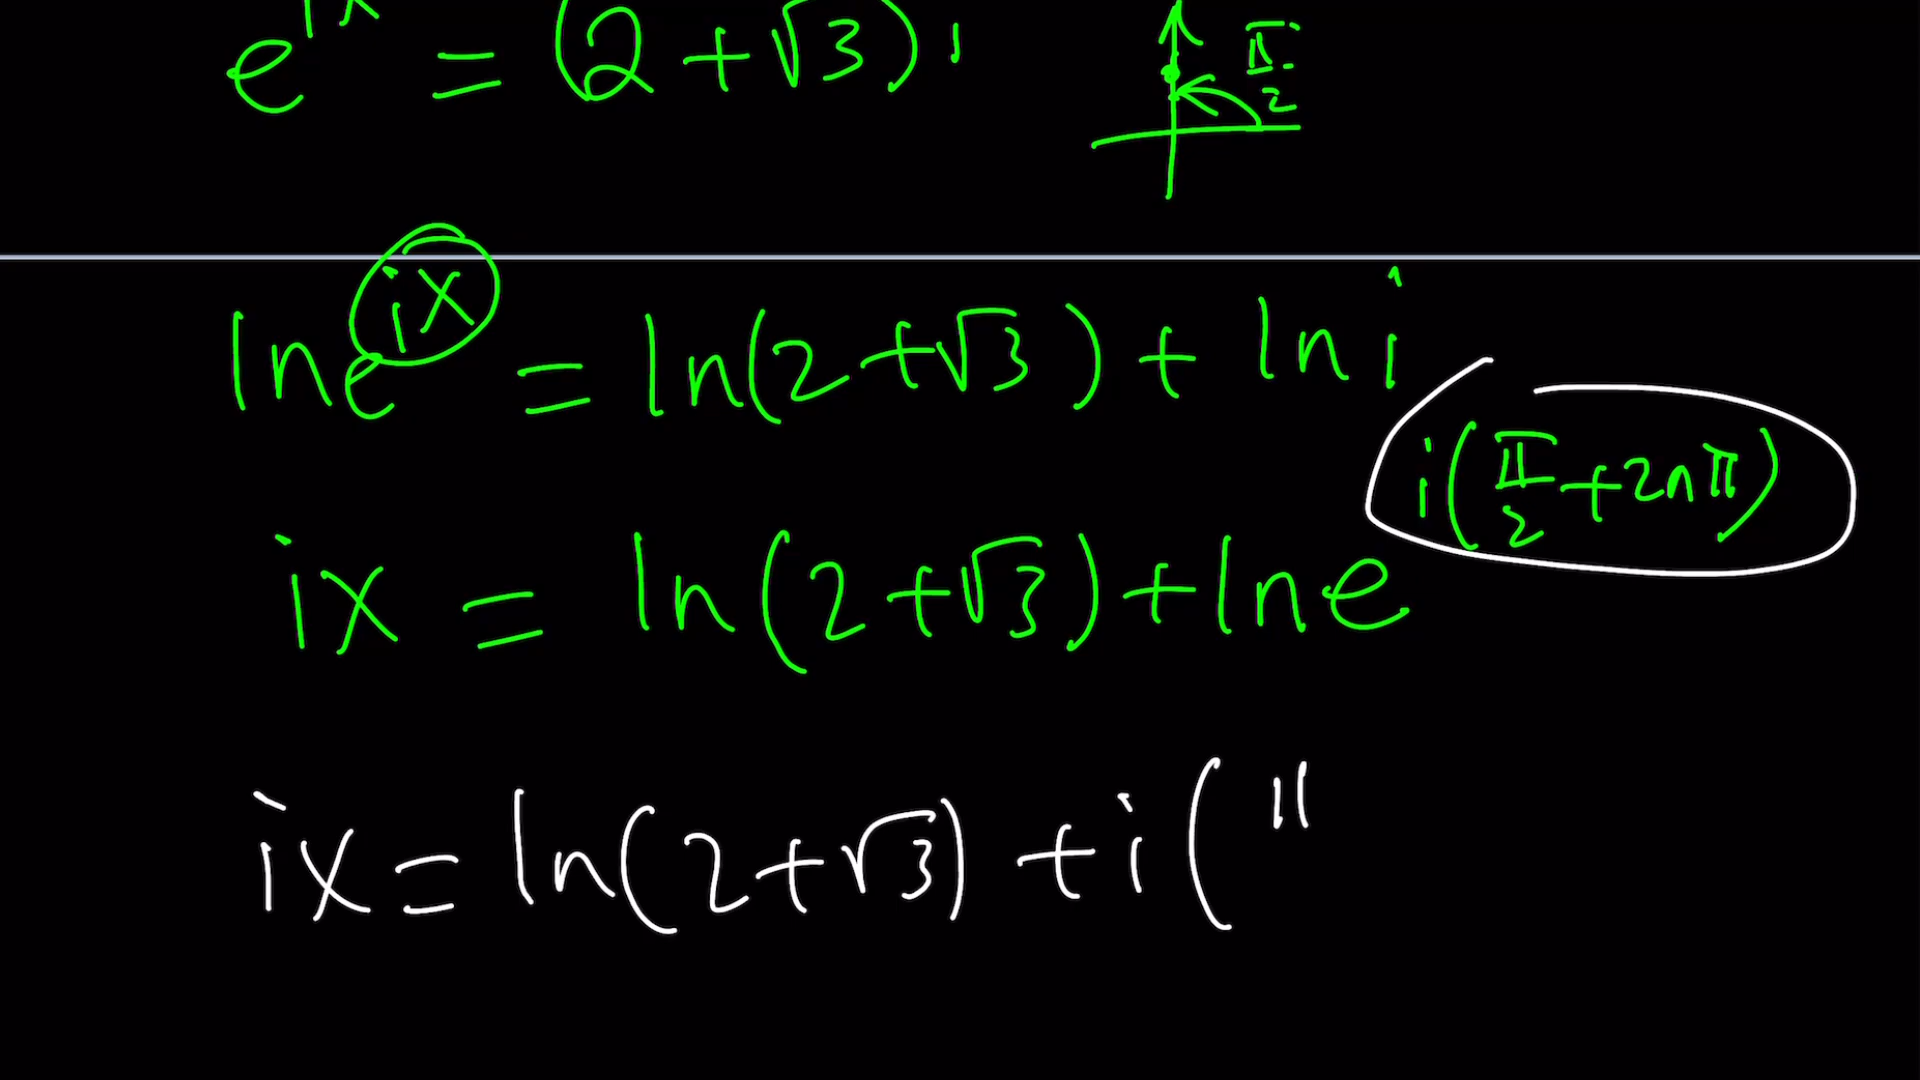 e^{ix} = (2 + √3) i
π/2
ln e^{ix} = ln(2 + √3) + ln i
ix = ln(2 + √3) + ln e^{i(π/2 + 2nπ)}
ix = ln(2 + √3) + i(